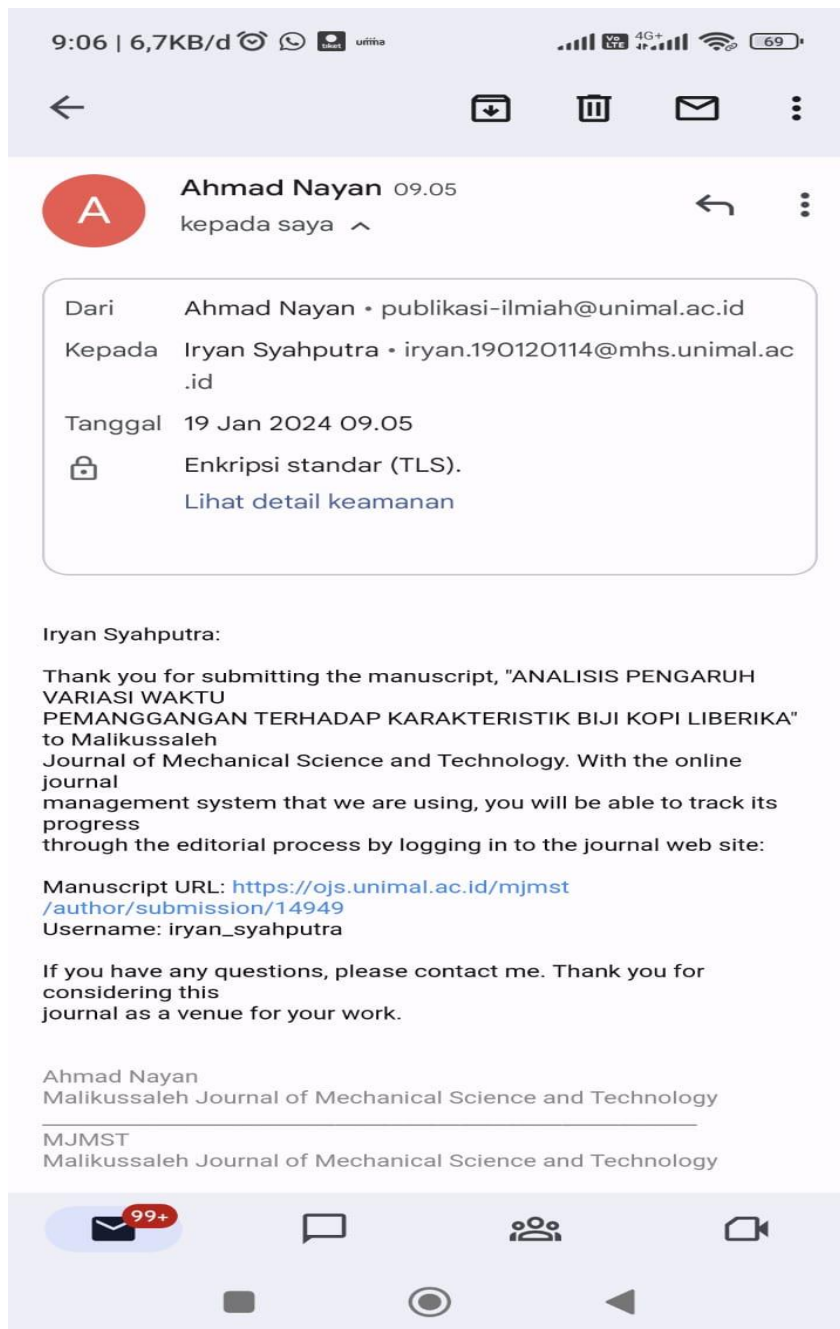 9:06 | 6,7KB/d
tiket
Vo LTE 4G+ 69
A
Ahmad Nayan 09.05
kepada saya
Dari Ahmad Nayan • publikasi-ilmiah@unimal.ac.id
Kepada Iryan Syahputra • iryan.190120114@mhs.unimal.ac
.id
Tanggal 19 Jan 2024 09.05
Enkripsi standar (TLS).
Lihat detail keamanan
Iryan Syahputra:
Thank you for submitting the manuscript, "ANALISIS PENGARUH
VARIASI WAKTU
PEMANGGANGAN TERHADAP KARAKTERISTIK BIJI KOPI LIBERIKA"
to Malikussaleh
Journal of Mechanical Science and Technology. With the online
journal
management system that we are using, you will be able to track its
progress
through the editorial process by logging in to the journal web site:
Manuscript URL: https://ojs.unimal.ac.id/mjmst
/author/submission/14949
Username: iryan_syahputra
If you have any questions, please contact me. Thank you for
considering this
journal as a venue for your work.
Ahmad Nayan
Malikussaleh Journal of Mechanical Science and Technology
MJMST
Malikussaleh Journal of Mechanical Science and Technology
99+